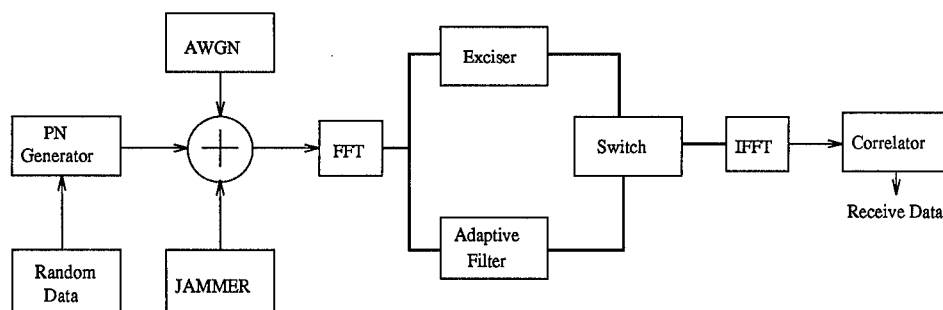 AWGN
Exciser
PN
Generator
FFT
Switch
IFFT
Correlator
Receive Data
Adaptive
Filter
Random
Data
JAMMER